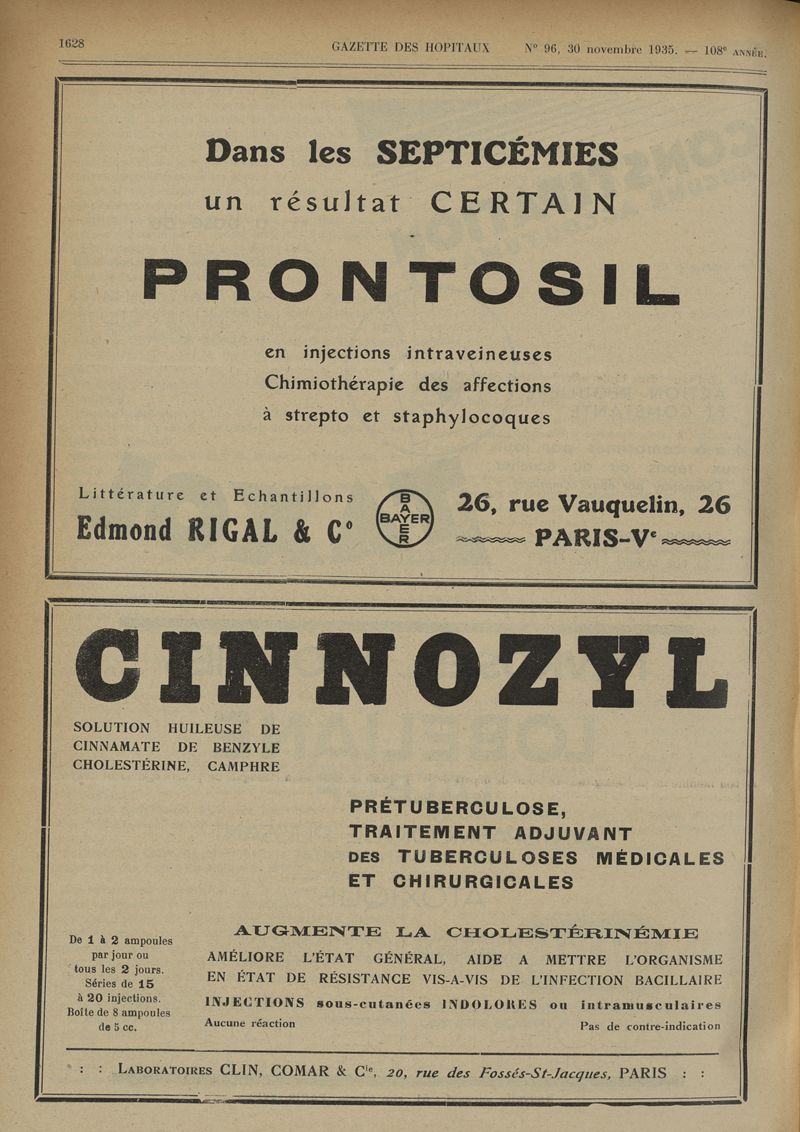 1628 GAZETTE DES HOPITAUX N° 96, 30 novembre 1935. — 108e ANNÉE.
Dans les SEPTICÉMIES
un résultat CERTAIN
PRONTOSIL
en injections intraveineuses
Chimiothérapie des affections
à strepto et staphylocoques
Littérature et Echantillons
Edmond RIGAL & C°
BAYER
BAYER
26, rue Vauquelin, 26
PARIS-Ve
CINNOZYL
SOLUTION HUILEUSE DE
CINNAMATE DE BENZYLE
CHOLESTÉRINE, CAMPHRE
PRÉTUBERCULOSE,
TRAITEMENT ADJUVANT
DES TUBERCULOSES MÉDICALES
ET CHIRURGICALES
De 1 à 2 ampoules
par jour ou
tous les 2 jours.
Séries de 15
à 20 injections.
Boîte de 8 ampoules
de 5 cc.
AUGMENTE LA CHOLESTÉRINÉMIE
AMÉLIORE L'ÉTAT GÉNÉRAL, AIDE A METTRE L'ORGANISME
EN ÉTAT DE RÉSISTANCE VIS-A-VIS DE L'INFECTION BACILLAIRE
INJECTIONS sous-cutanées INDOLORES ou intramusculaires
Aucune réaction Pas de contre-indication
: : LABORATOIRES CLIN, COMAR & Cie, 20, rue des Fossés-St-Jacques, PARIS : :